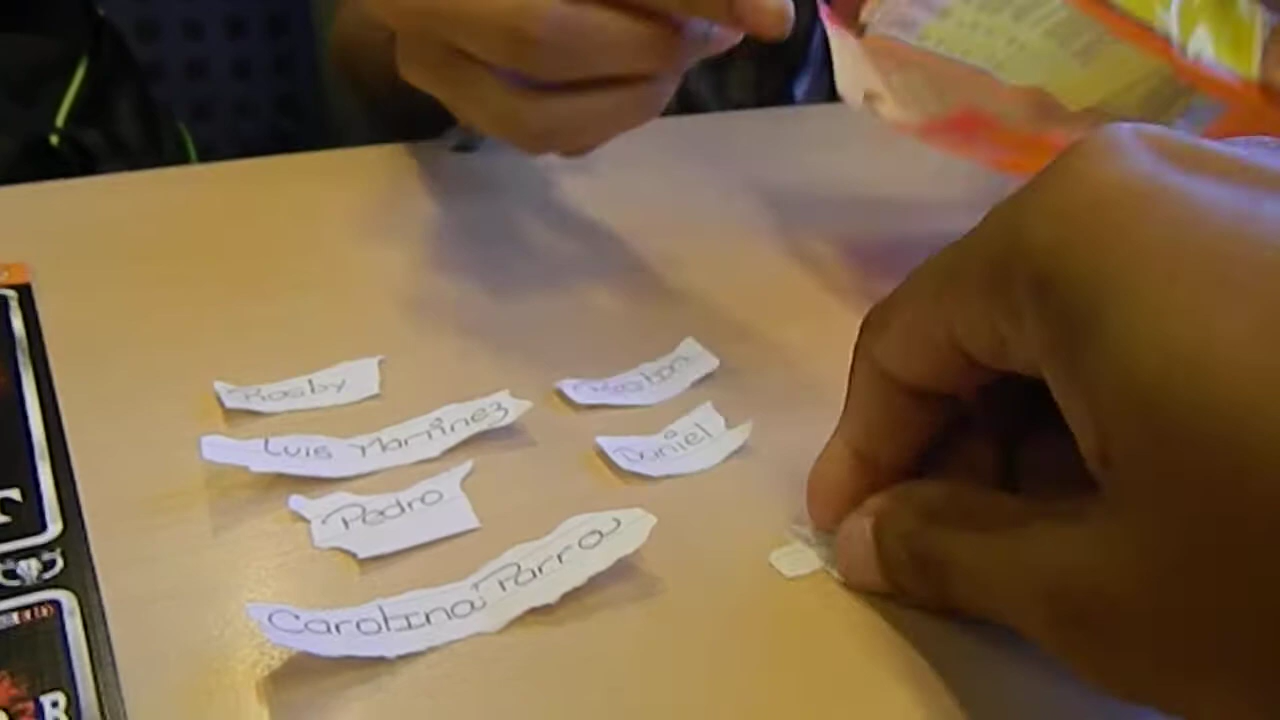 Rosby
Luis Martinez
Pedro
Carolina Parra
Daniel